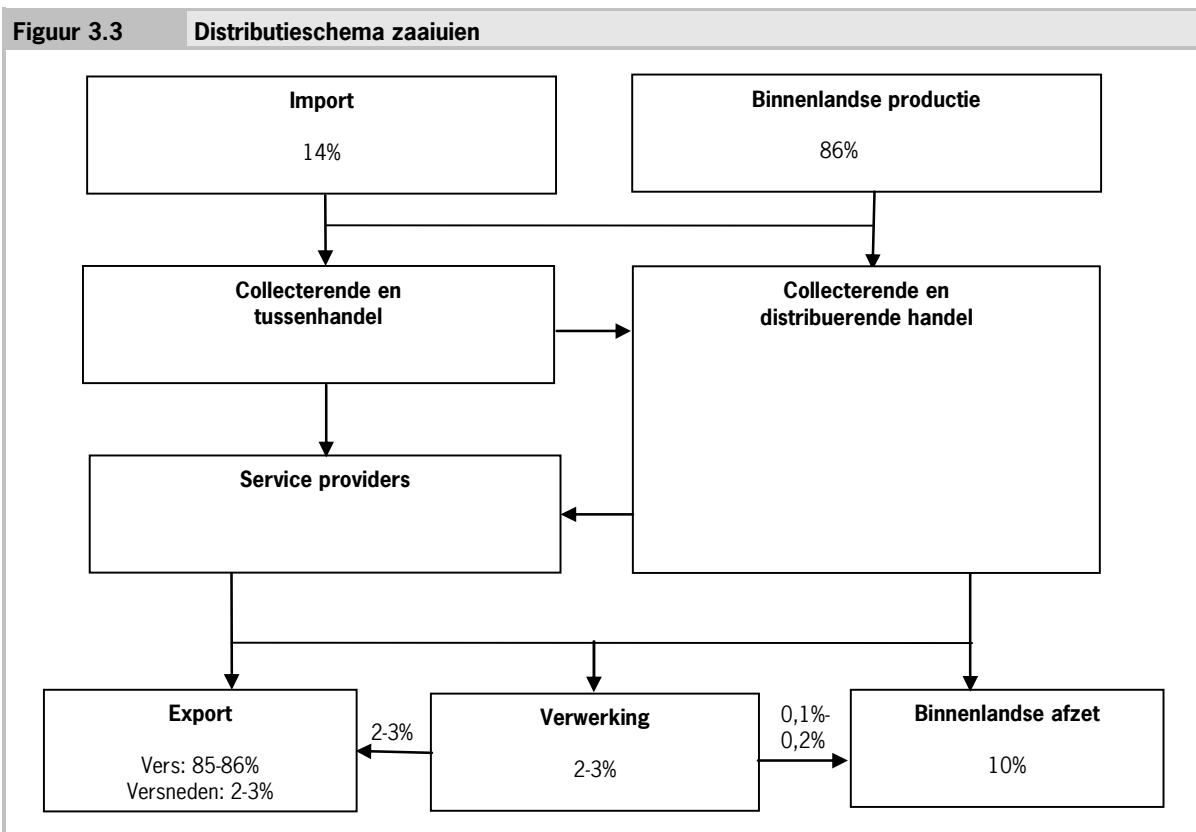 Figuur 3.3 Distributieschema zaaiuien
Import
14%
Binnenlandse productie
86%
Collecterende en
tussenhandel
Collecterende en
distribuerende handel
Service providers
Export
Vers: 85-86%
Versneden: 2-3%
2-3%
Verwerking
2-3%
0,1%-
0,2%
Binnenlandse afzet
10%